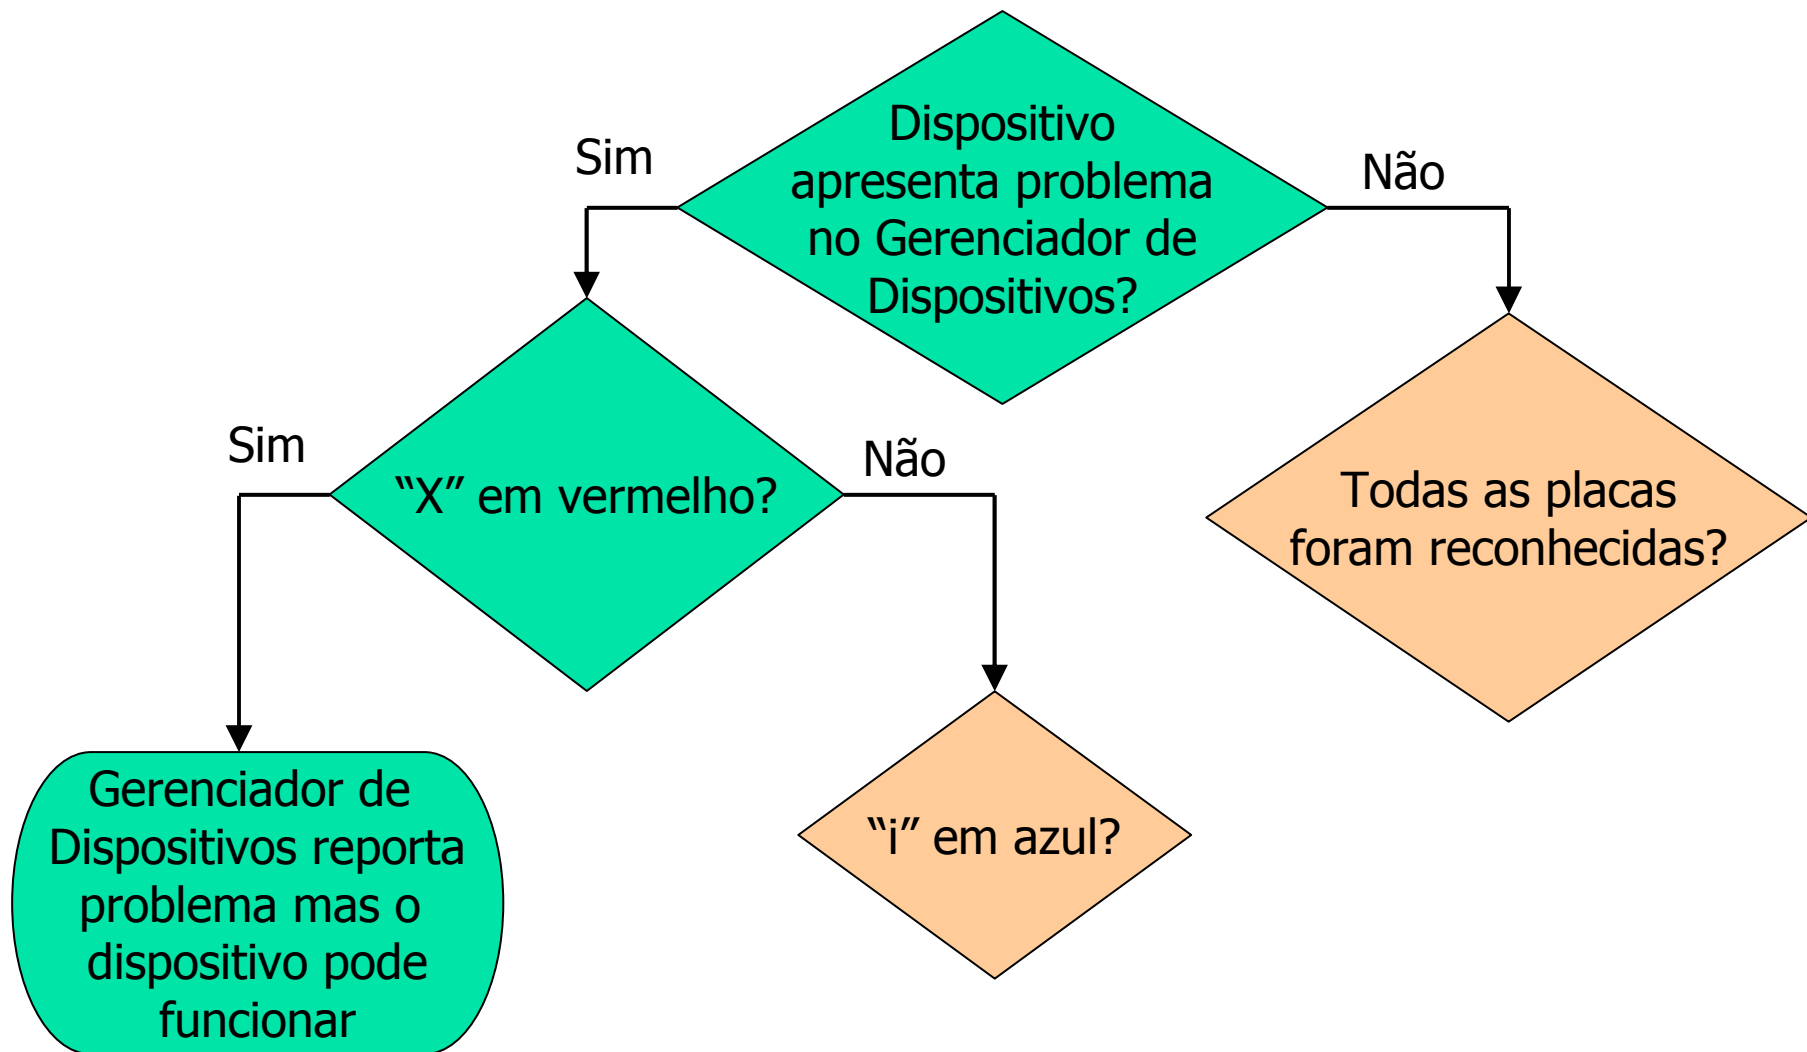 Dispositivo
apresenta problema
no Gerenciador de
Dispositivos?
Sim
Não
“X” em vermelho?
Sim
Não
Todas as placas
foram reconhecidas?
Gerenciador de
Dispositivos reporta
problema mas o
dispositivo pode
funcionar
“i” em azul?